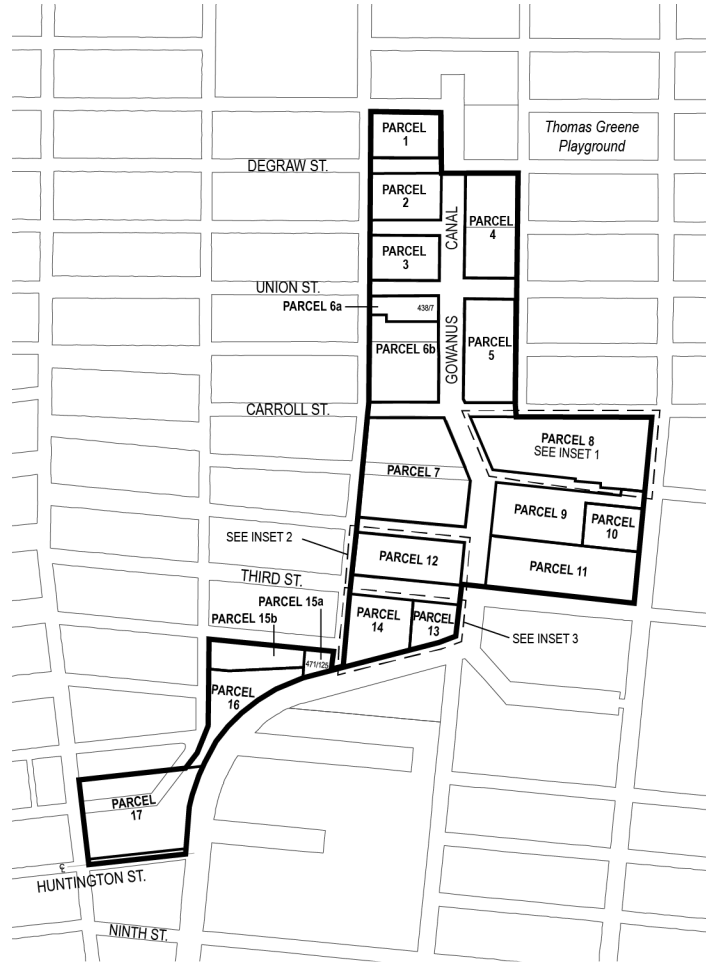 PARCEL
1
Thomas Greene
Playground
DEGRAW ST.
PARCEL
2
CANAL
PARCEL
4
PARCEL
3
UNION ST.
PARCEL 6a
438/7
GOWANUS
PARCEL
5
PARCEL 6b
CARROLL ST.
PARCEL 8
SEE INSET 1
PARCEL 7
PARCEL 9
PARCEL
10
SEE INSET 2
PARCEL 12
PARCEL 11
THIRD ST.
PARCEL 15a
PARCEL 15b
PARCEL
14
PARCEL
13
SEE INSET 3
471/125
PARCEL
16
PARCEL
17
℄
HUNTINGTON ST.
NINTH ST.